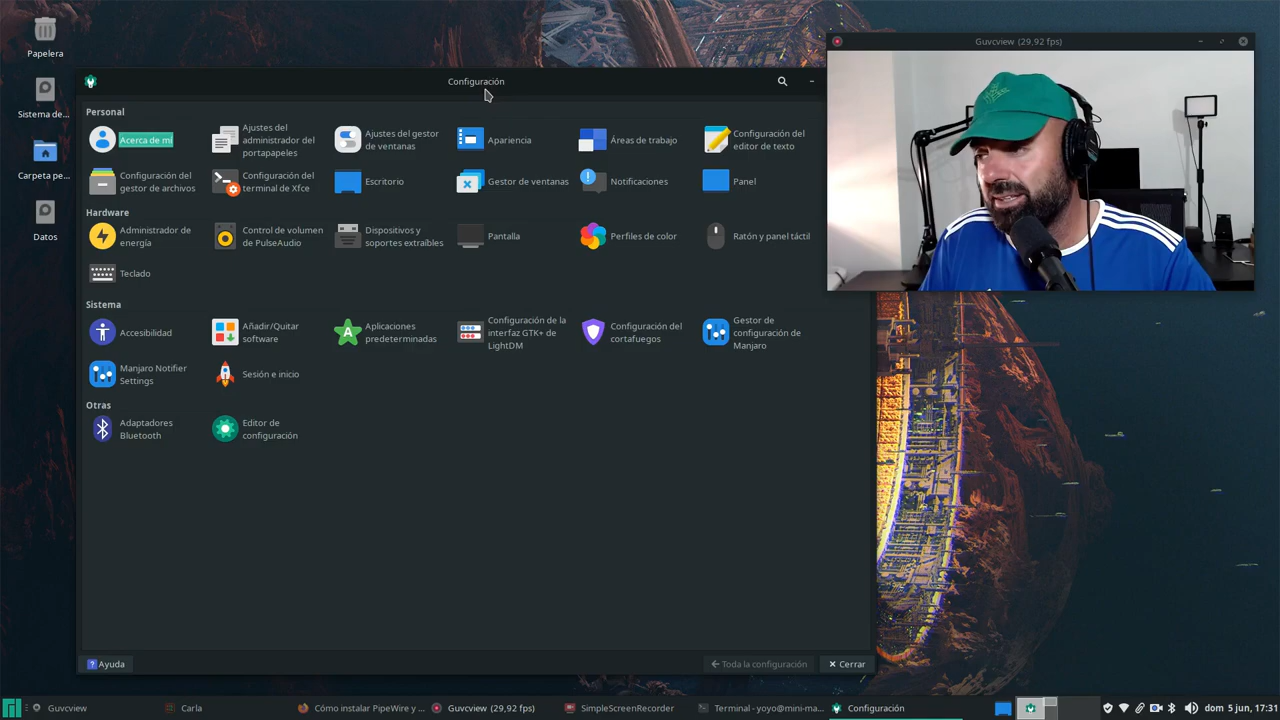 Papelera
Sistema de...
Carpeta pe...
Datos
Configuración
Guvcview (29,92 fps)
Personal
Acerca de mí
Ajustes del
administrador del
portapapeles
Ajustes del gestor
de ventanas
Apariencia
Áreas de trabajo
Configuración del
editor de texto
Configuración del
gestor de archivos
Configuración del
terminal de Xfce
Escritorio
Gestor de ventanas
Notificaciones
Panel
Hardware
Administrador de
energía
Control de volumen
de PulseAudio
Dispositivos y
soportes extraíbles
Pantalla
Perfiles de color
Ratón y panel táctil
Teclado
Sistema
Accesibilidad
Añadir/Quitar
software
Aplicaciones
predeterminadas
Configuración de la
interfaz GTK+ de
LightDM
Configuración del
cortafuegos
Gestor de
configuración de
Manjaro
Manjaro Notifier
Settings
Sesión e inicio
Otras
Adaptadores
Bluetooth
Editor de
configuración
Ayuda
Toda la configuración
Cerrar
Guvcview
Carla
Cómo instalar PipeWire y ...
Guvcview (29,92 fps)
SimpleScreenRecorder
Terminal - yoyo@mini-ma...
Configuración
dom 5 jun, 17:31